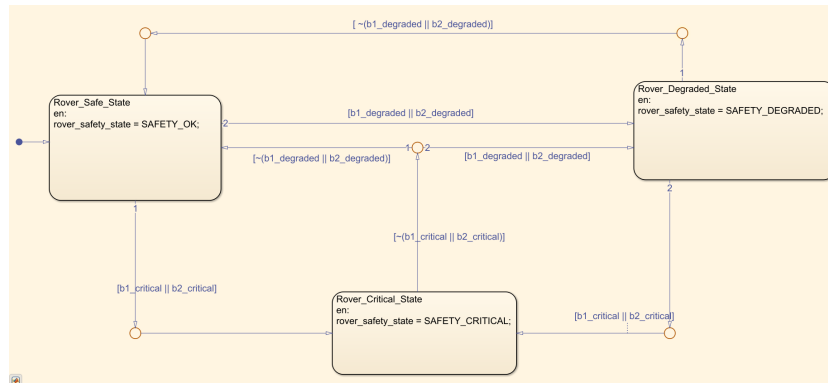 [ ~(b1_degraded || b2_degraded)]
1
Rover_Safe_State
en:
rover_safety_state = SAFETY_OK;
Rover_Degraded_State
en:
rover_safety_state = SAFETY_DEGRADED;
[b1_degraded || b2_degraded]
2
1
2
[~(b1_degraded || b2_degraded)]
[b1_degraded || b2_degraded]
1
2
[~(b1_critical || b2_critical)]
[b1_critical || b2_critical]
Rover_Critical_State
en:
rover_safety_state = SAFETY_CRITICAL;
[b1_critical || b2_critical]